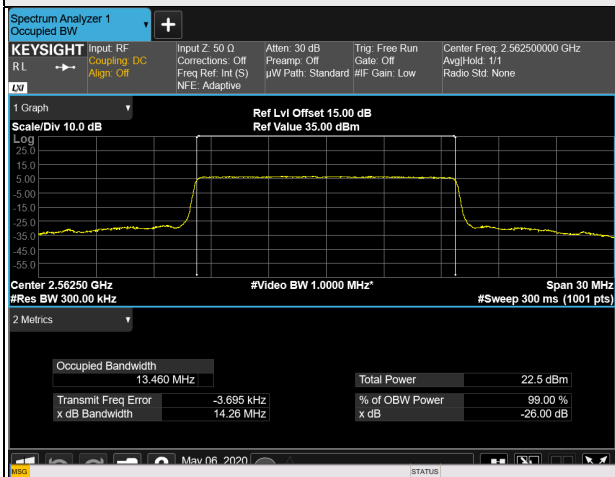 Spectrum Analyzer 1
Occupied BW
+
KEYSIGHT
RL
LXI
Input: RF
Coupling: DC
Align: Off
Input Z: 50 Ω
Corrections: Off
Freq Ref: Int (S)
NFE: Adaptive
Atten: 30 dB
Preamp: Off
µW Path: Standard
Trig: Free Run
Gate: Off
#IF Gain: Low
Center Freq: 2.562500000 GHz
Avg|Hold: 1/1
Radio Std: None
1 Graph
Scale/Div 10.0 dB
Ref Lvl Offset 15.00 dB
Ref Value 35.00 dBm
Log
25.0
15.0
5.00
-5.00
-15.0
-25.0
-35.0
-45.0
-55.0
Center 2.56250 GHz
#Res BW 300.00 kHz
#Video BW 1.0000 MHz*
Span 30 MHz
#Sweep 300 ms (1001 pts)
2 Metrics
Occupied Bandwidth
13.460 MHz
Transmit Freq Error -3.695 kHz
x dB Bandwidth 14.26 MHz
Total Power 22.5 dBm
% of OBW Power 99.00 %
x dB -26.00 dB
May 06, 2020
MSG
STATUS